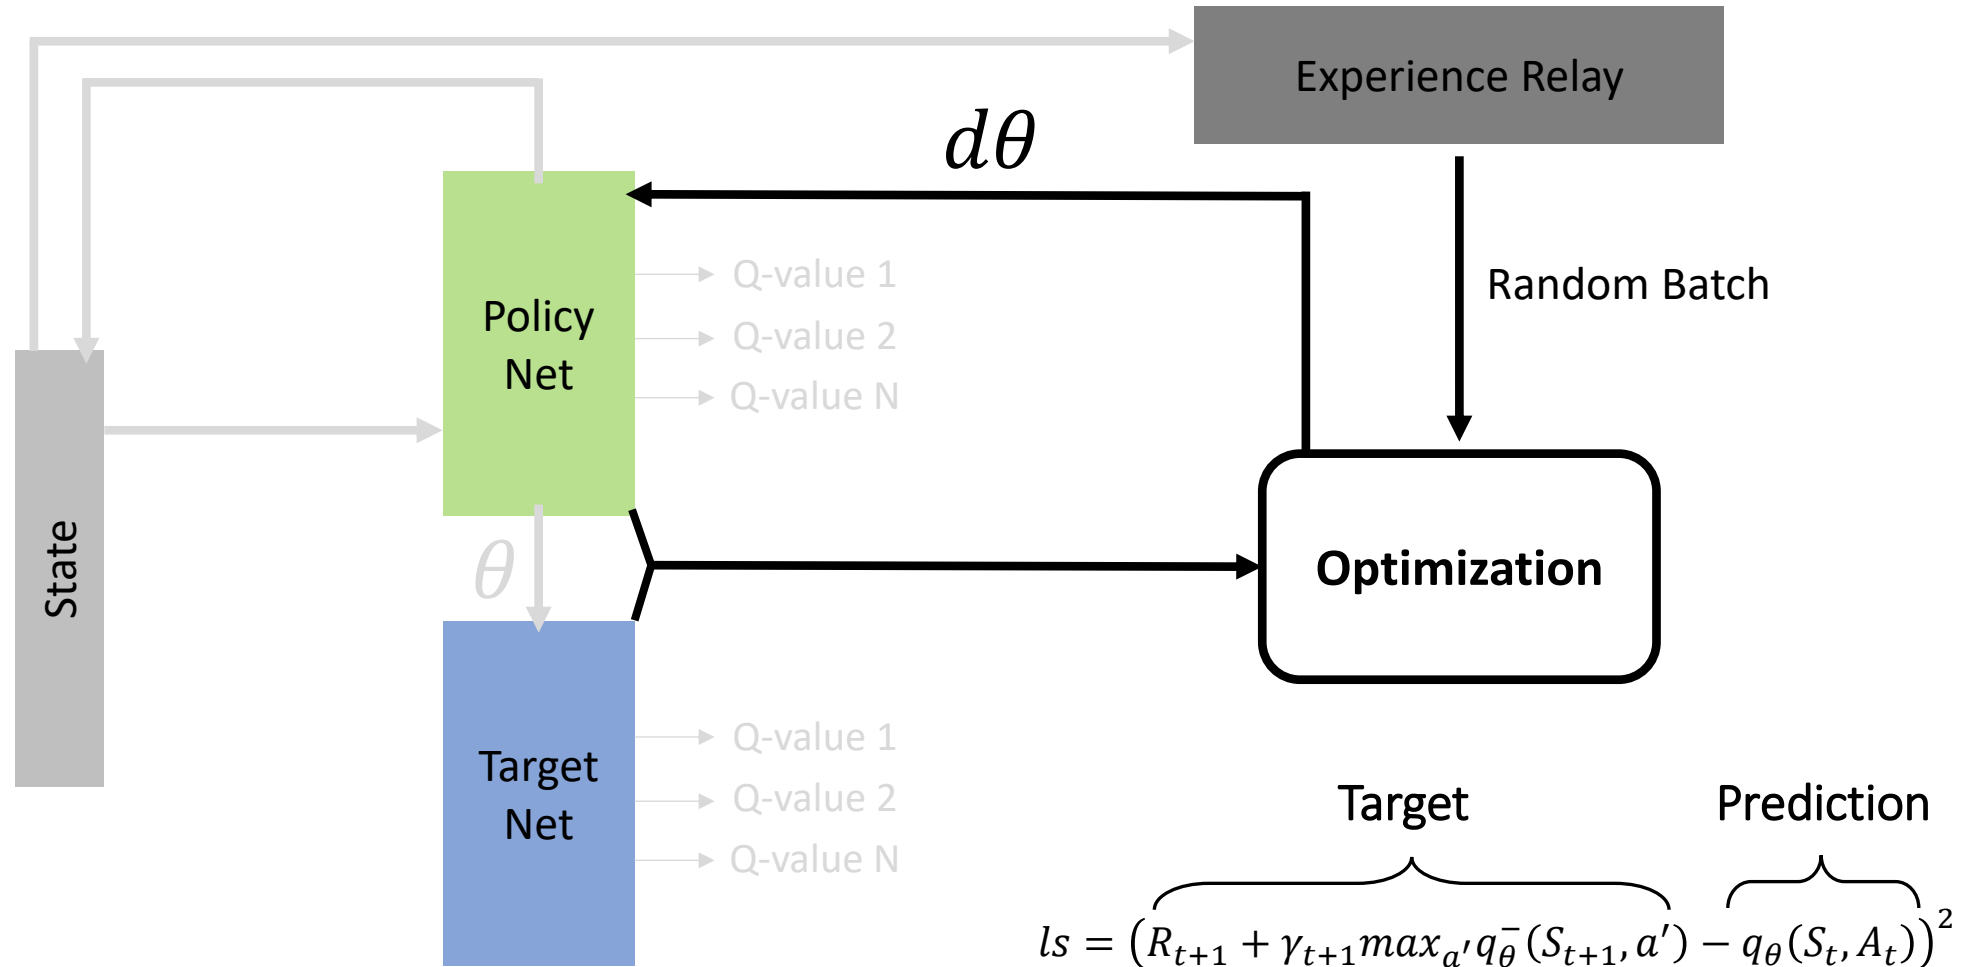 Experience Relay
dθ
Random Batch
Policy
Net
Q-value 1
Q-value 2
Q-value N
State
θ
Optimization
Target
Net
Q-value 1
Q-value 2
Q-value N
Target
Prediction
ls = (R_{t+1} + γ_{t+1}max_{a′}q_θ^-(S_{t+1}, a′) − q_θ(S_t, A_t))^2